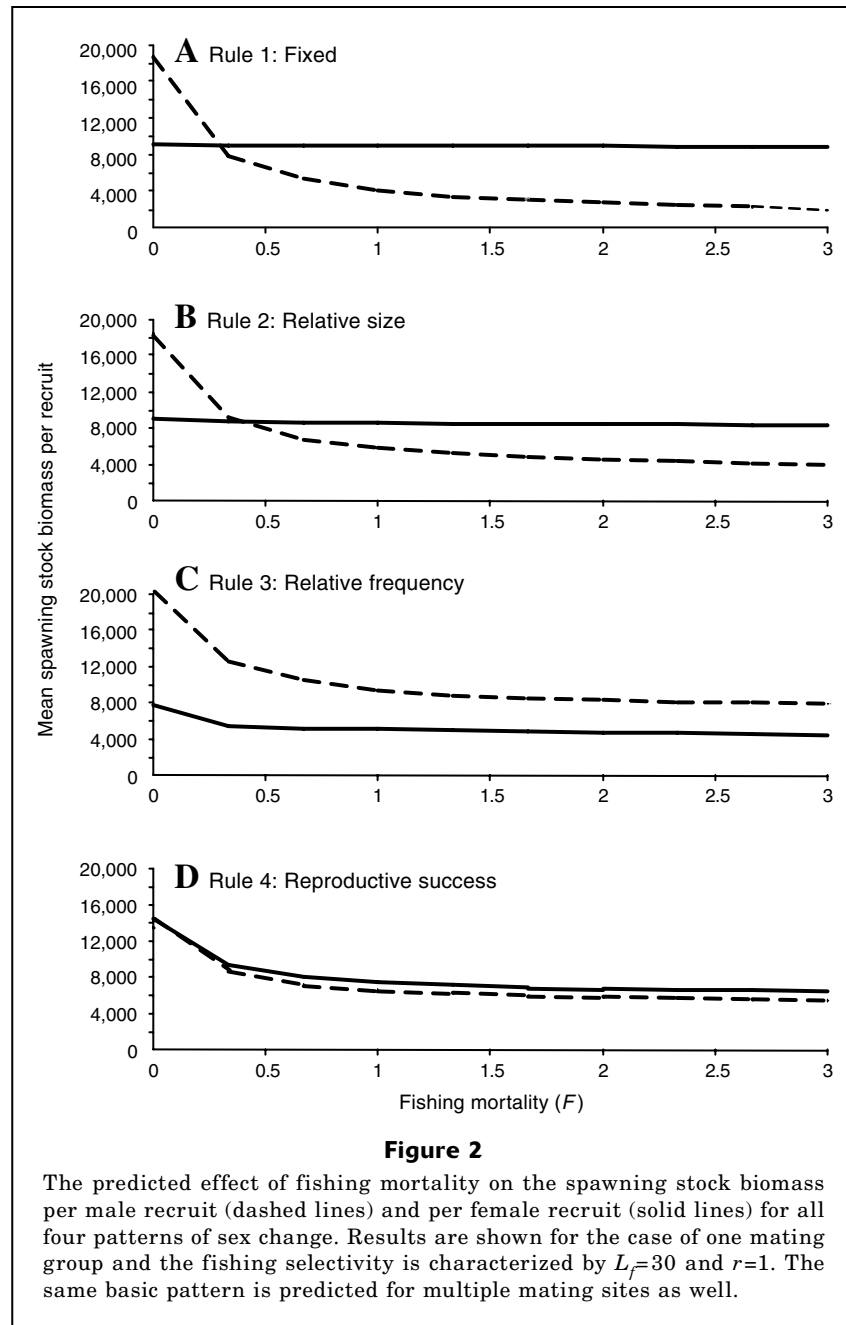 Mean spawning stock biomass per recruit
A Rule 1: Fixed
20,000
16,000
12,000
8,000
4,000
0
0 0.5 1 1.5 2 2.5 3
B Rule 2: Relative size
20,000
16,000
12,000
8,000
4,000
0
0 0.5 1 1.5 2 2.5 3
C Rule 3: Relative frequency
20,000
16,000
12,000
8,000
4,000
0
0 0.5 1 1.5 2 2.5 3
D Rule 4: Reproductive success
20,000
16,000
12,000
8,000
4,000
0
0 0.5 1 1.5 2 2.5 3
Fishing mortality (F)
Figure 2
The predicted effect of fishing mortality on the spawning stock biomass
per male recruit (dashed lines) and per female recruit (solid lines) for all
four patterns of sex change. Results are shown for the case of one mating
group and the fishing selectivity is characterized by Lf=30 and r=1. The
same basic pattern is predicted for multiple mating sites as well.